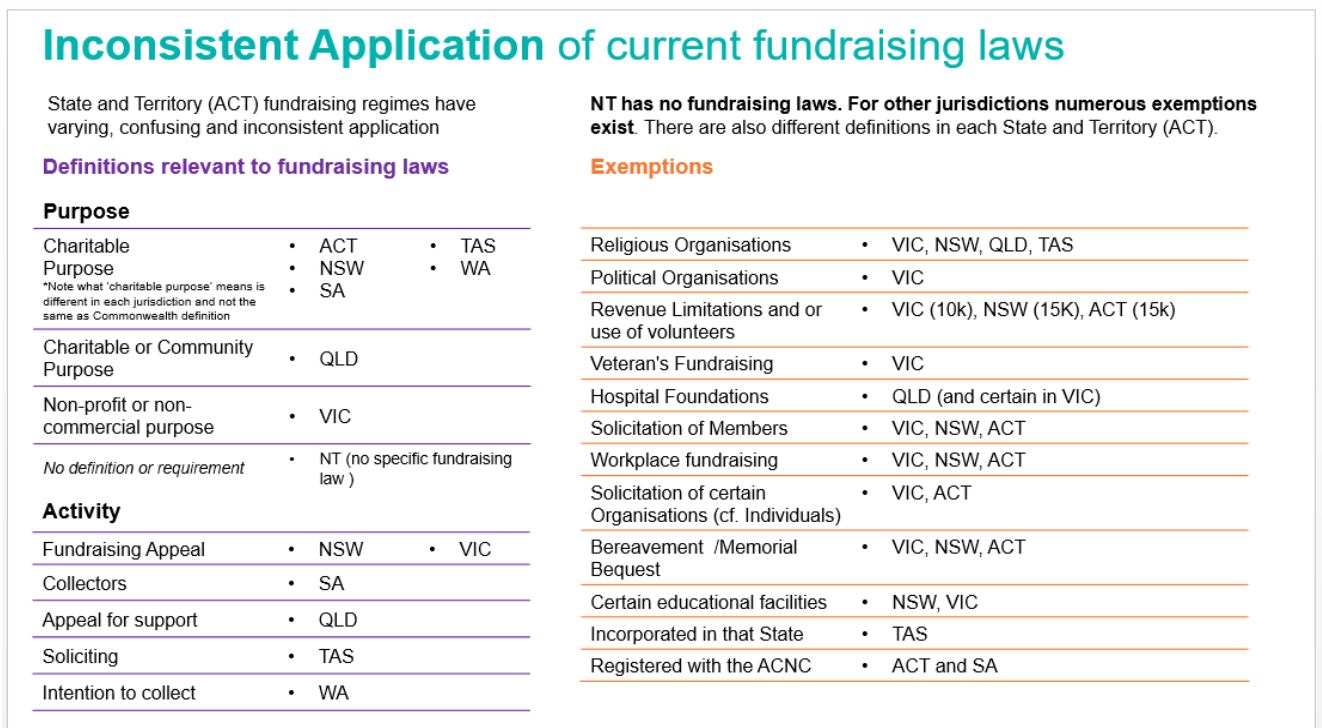 Inconsistent Application of current fundraising laws
State and Territory (ACT) fundraising regimes have
varying, confusing and inconsistent application
Definitions relevant to fundraising laws
Purpose
Charitable
Purpose
*Note what 'charitable purpose' means is
different in each jurisdiction and not the
same as Commonwealth definition
• ACT
• NSW
• SA
• TAS
• WA
Charitable or Community
Purpose
• QLD
Non-profit or non-
commercial purpose
• VIC
No definition or requirement
• NT (no specific fundraising
law )
Activity
Fundraising Appeal • NSW • VIC
Collectors • SA
Appeal for support • QLD
Soliciting • TAS
Intention to collect • WA
NT has no fundraising laws. For other jurisdictions numerous exemptions
exist. There are also different definitions in each State and Territory (ACT).
Exemptions
Religious Organisations • VIC, NSW, QLD, TAS
Political Organisations • VIC
Revenue Limitations and or • VIC (10k), NSW (15K), ACT (15k)
use of volunteers
Veteran's Fundraising • VIC
Hospital Foundations • QLD (and certain in VIC)
Solicitation of Members • VIC, NSW, ACT
Workplace fundraising • VIC, NSW, ACT
Solicitation of certain • VIC, ACT
Organisations (cf. Individuals)
Bereavement /Memorial • VIC, NSW, ACT
Bequest
Certain educational facilities • NSW, VIC
Incorporated in that State • TAS
Registered with the ACNC • ACT and SA